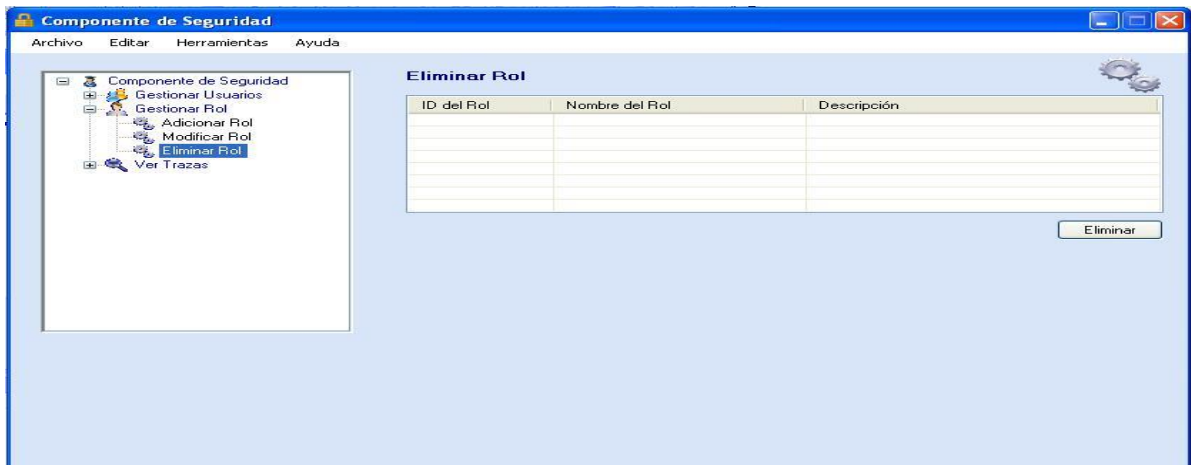 Componente de Seguridad
Archivo Editar Herramientas Ayuda
Componente de Seguridad
Gestionar Usuarios
Gestionar Rol
Adicionar Rol
Modificar Rol
Eliminar Rol
Ver Trazas
Eliminar Rol
ID del Rol Nombre del Rol Descripción
Eliminar